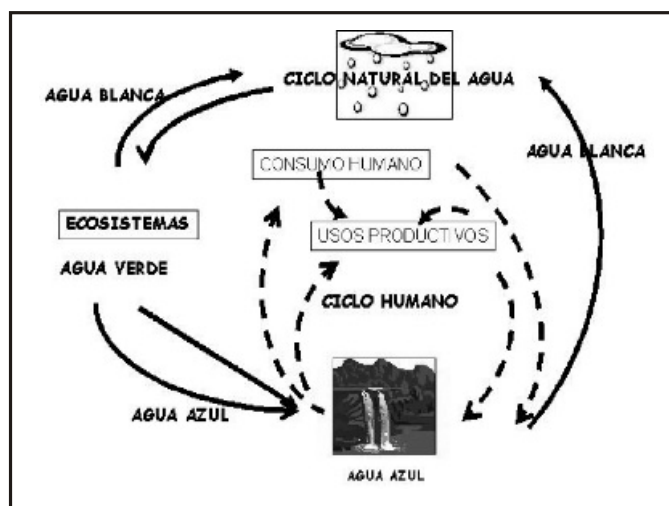 CICLO NATURAL DEL AGUA
AGUA BLANCA
AGUA BLANCA
CONSUMO HUMANO
ECOSISTEMAS
USOS PRODUCTIVOS
AGUA VERDE
CICLO HUMANO
AGUA AZUL
AGUA AZUL